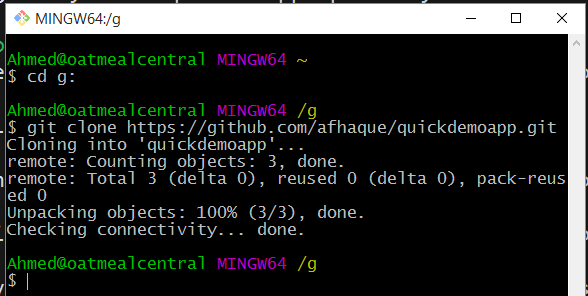 MINGW64:/g
Ahmed@oatmealcentral MINGW64 ~
$ cd g:
Ahmed@oatmealcentral MINGW64 /g
$ git clone https://github.com/afhaque/quickdemoapp.git
Cloning into 'quickdemoapp'...
remote: Counting objects: 3, done.
remote: Total 3 (delta 0), reused 0 (delta 0), pack-reus
ed 0
Unpacking objects: 100% (3/3), done.
Checking connectivity... done.
Ahmed@oatmealcentral MINGW64 /g
$